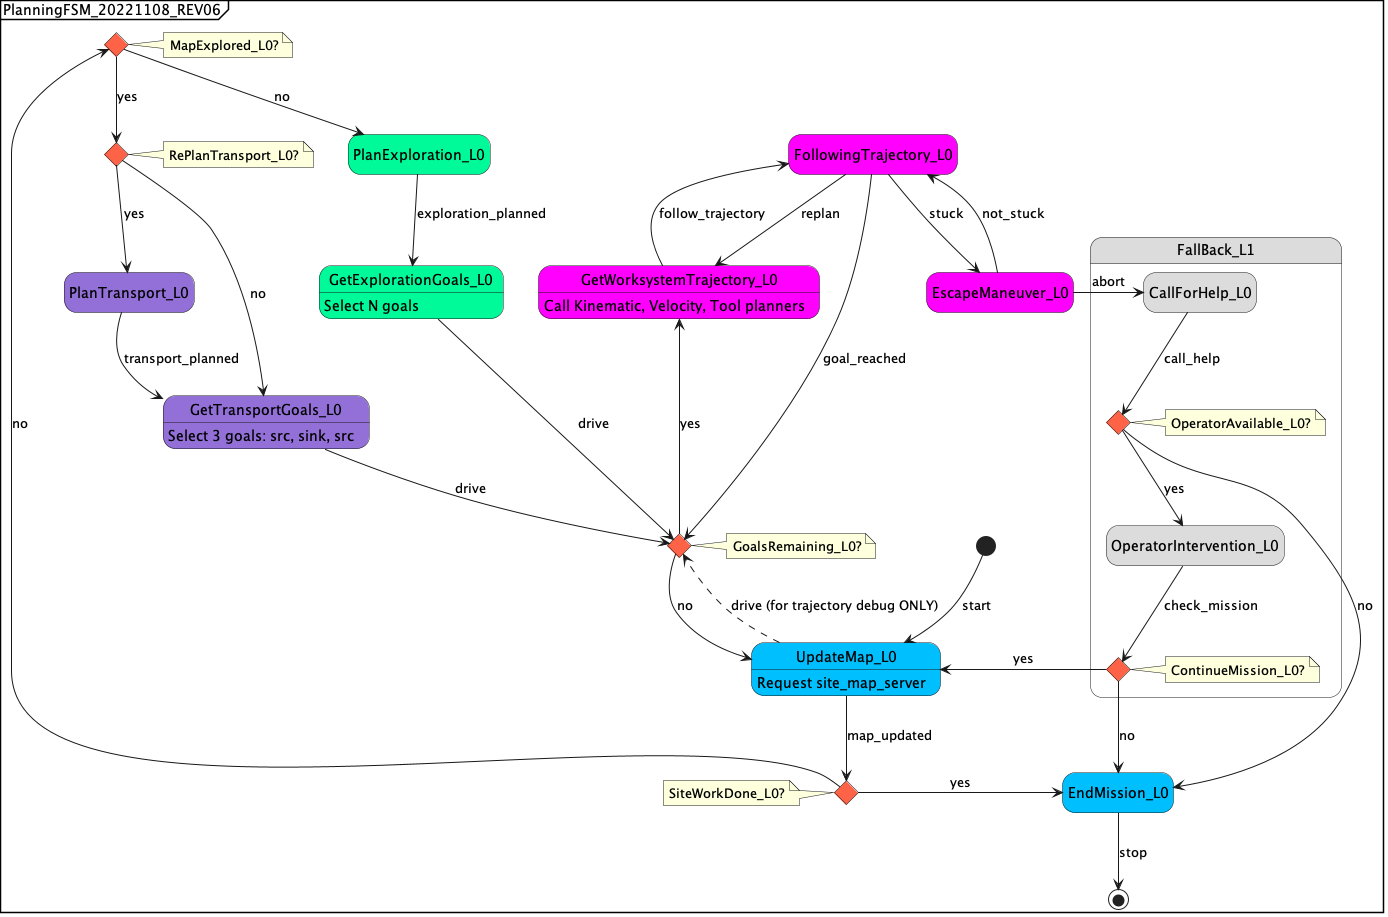 PlanningFSM_20221108_REV06
MapExplored_L0?
yes
no
RePlanTransport_L0?
PlanExploration_L0
FollowingTrajectory_L0
yes
exploration_planned
follow_trajectory
replan
stuck
not_stuck
FallBack_L1
PlanTransport_L0
no
GetExplorationGoals_L0
Select N goals
GetWorksystemTrajectory_L0
Call Kinematic, Velocity, Tool planners
EscapeManeuver_L0
abort
CallForHelp_L0
transport_planned
goal_reached
call_help
GetTransportGoals_L0
Select 3 goals: src, sink, src
no
drive
yes
OperatorAvailable_L0?
drive
yes
GoalsRemaining_L0?
OperatorIntervention_L0
no
drive (for trajectory debug ONLY)
start
check_mission
no
UpdateMap_L0
Request site_map_server
yes
ContinueMission_L0?
map_updated
no
SiteWorkDone_L0?
yes
EndMission_L0
stop